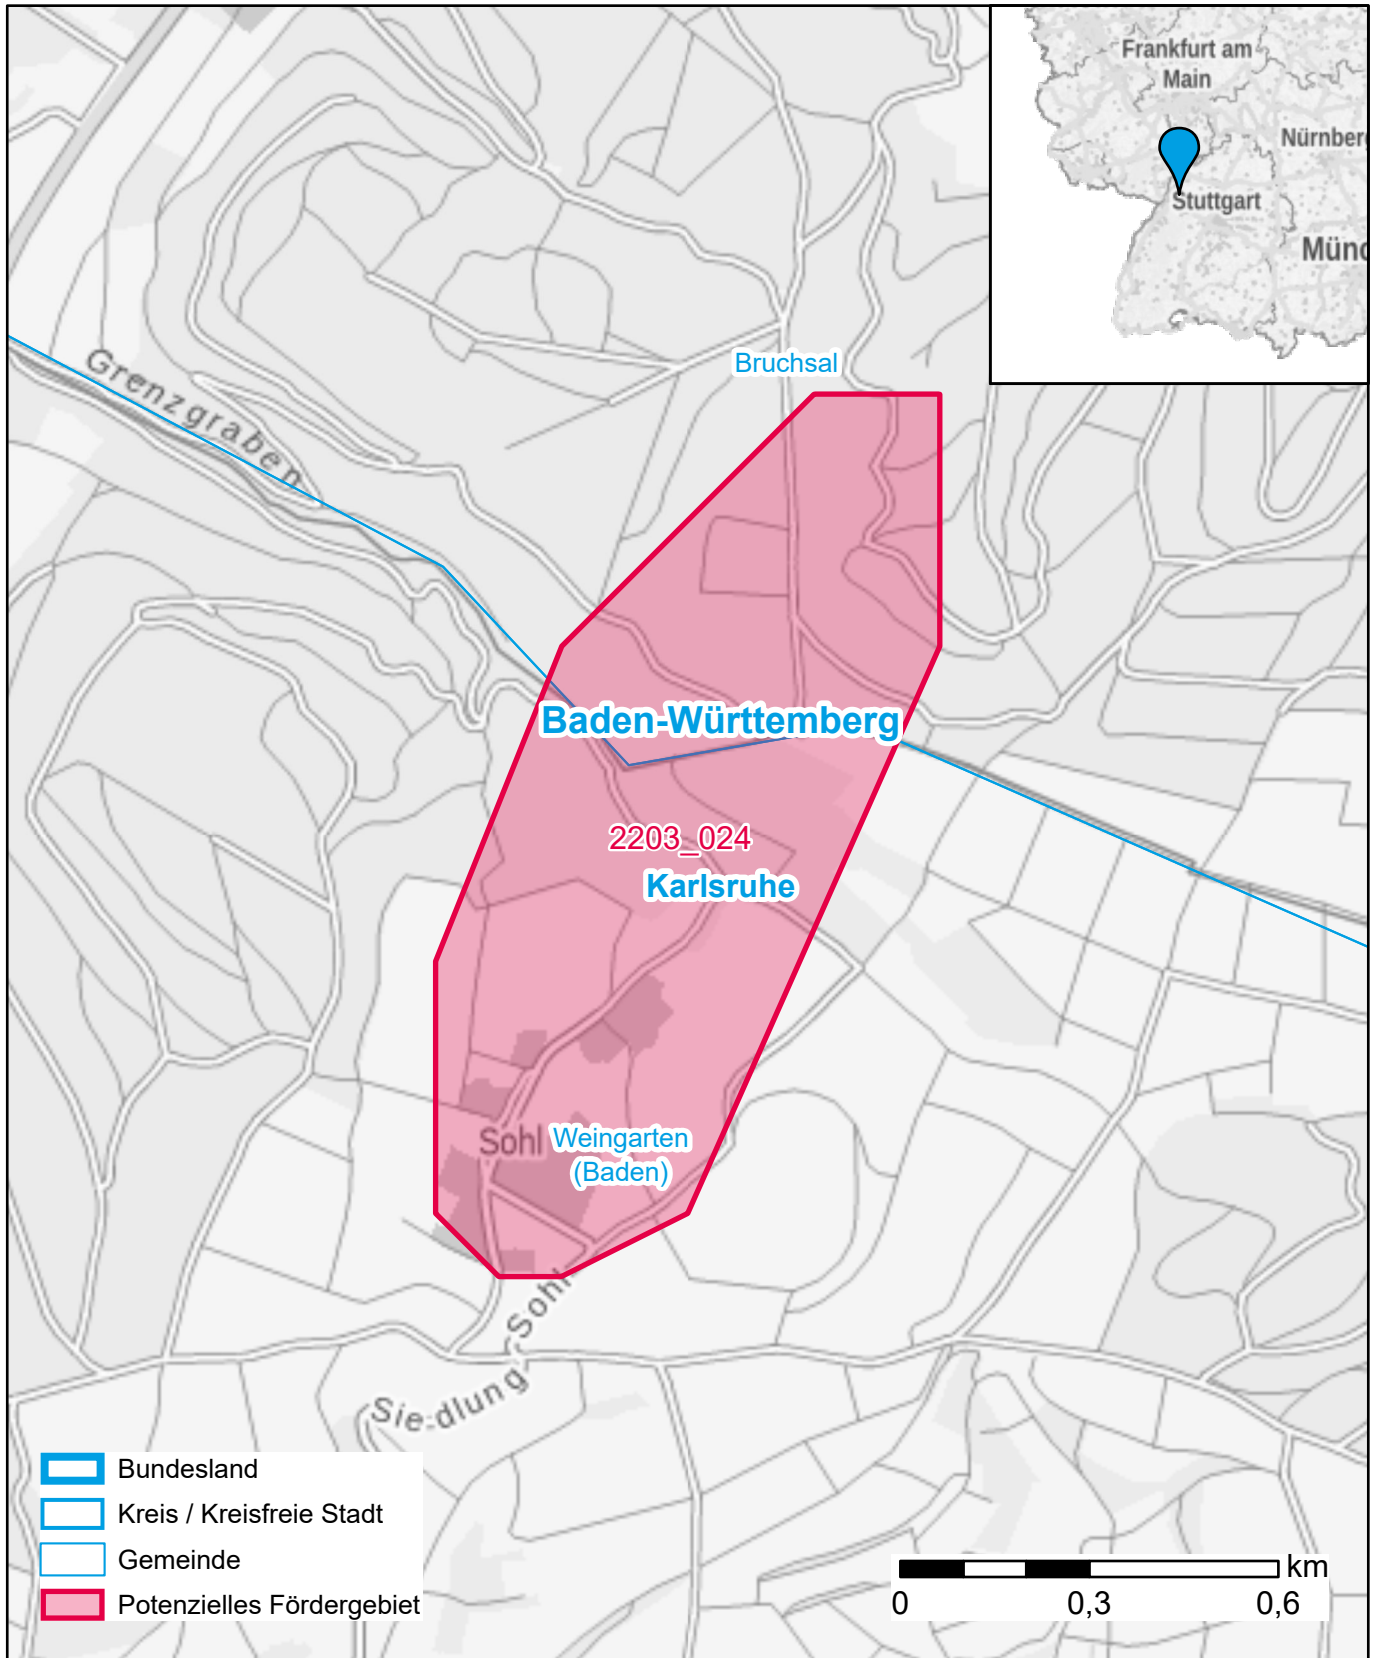 Frankfurt am
Main
Stuttgart
Bruchsal
Grenzgraben
Baden-Württemberg
2203_024
Karlsruhe
Sohl
Weingarten
(Baden)
Siedlung Sohl
Bundesland
Kreis / Kreisfreie Stadt
Gemeinde
Potenzielles Fördergebiet
km
0 0,3 0,6
Nürnber
Münc